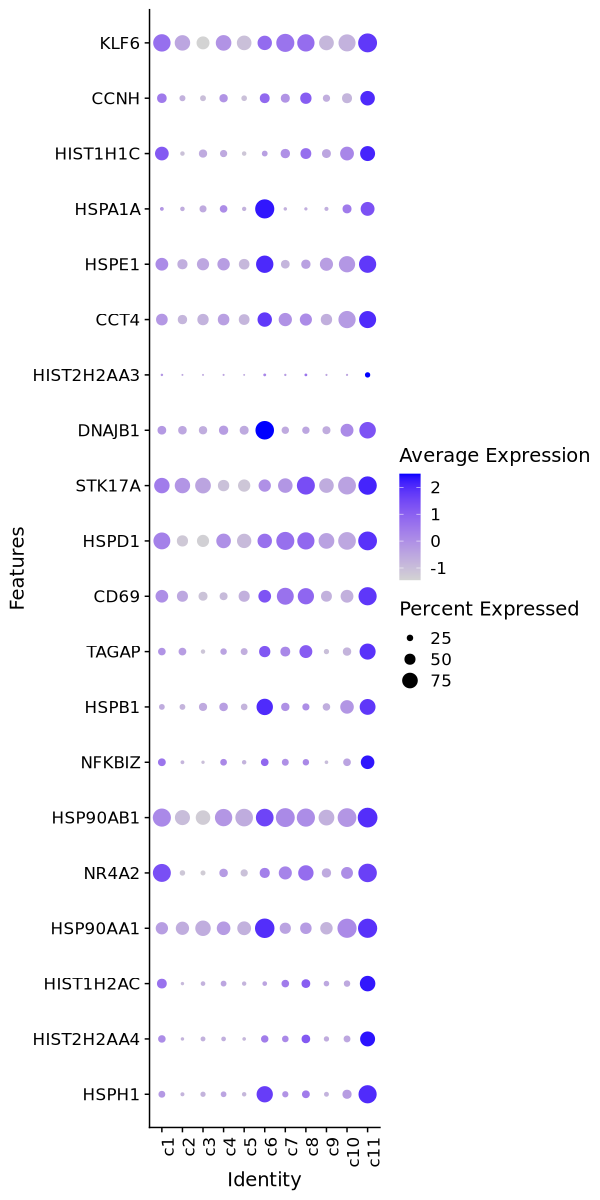 KLF6
CCNH
HIST1H1C
HSPA1A
HSPE1
CCT4
HIST2H2AA3
DNAJB1
STK17A
HSPD1
CD69
TAGAP
HSPB1
NFKBIZ
HSP90AB1
NR4A2
HSP90AA1
HIST1H2AC
HIST2H2AA4
HSPH1
Features
c1 c2 c3 c4 c5 c6 c7 c8 c9 c10 c11
Identity
Average Expression
2
1
0
-1
Percent Expressed
25
50
75